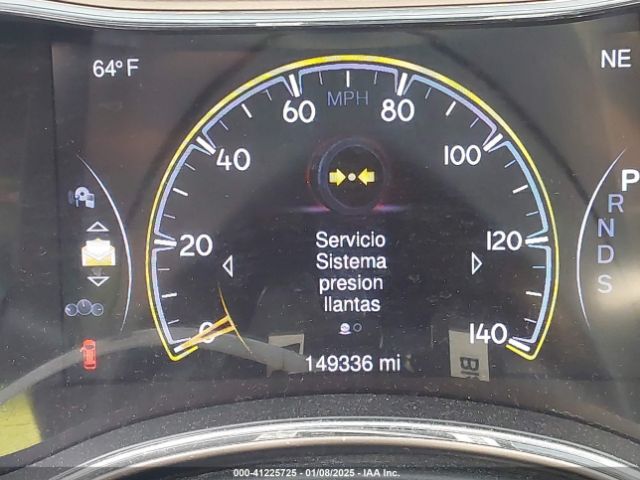 64° F
NE
MPH
0
20
40
60
80
100
120
140
P
R
N
D
S
Servicio
Sistema
presion
llantas
149336 mi
000-41225725 - 01/08/2025 - IAA Inc.